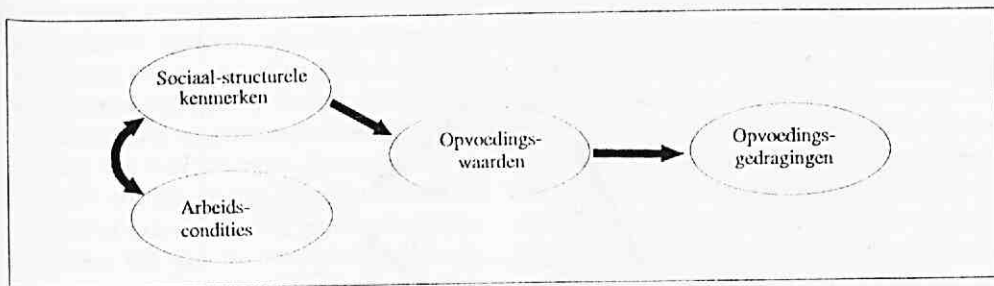 Sociaal-structurele
kenmerken
Opvoedings-
waarden
Opvoedings-
gedragingen
Arbeids-
condities